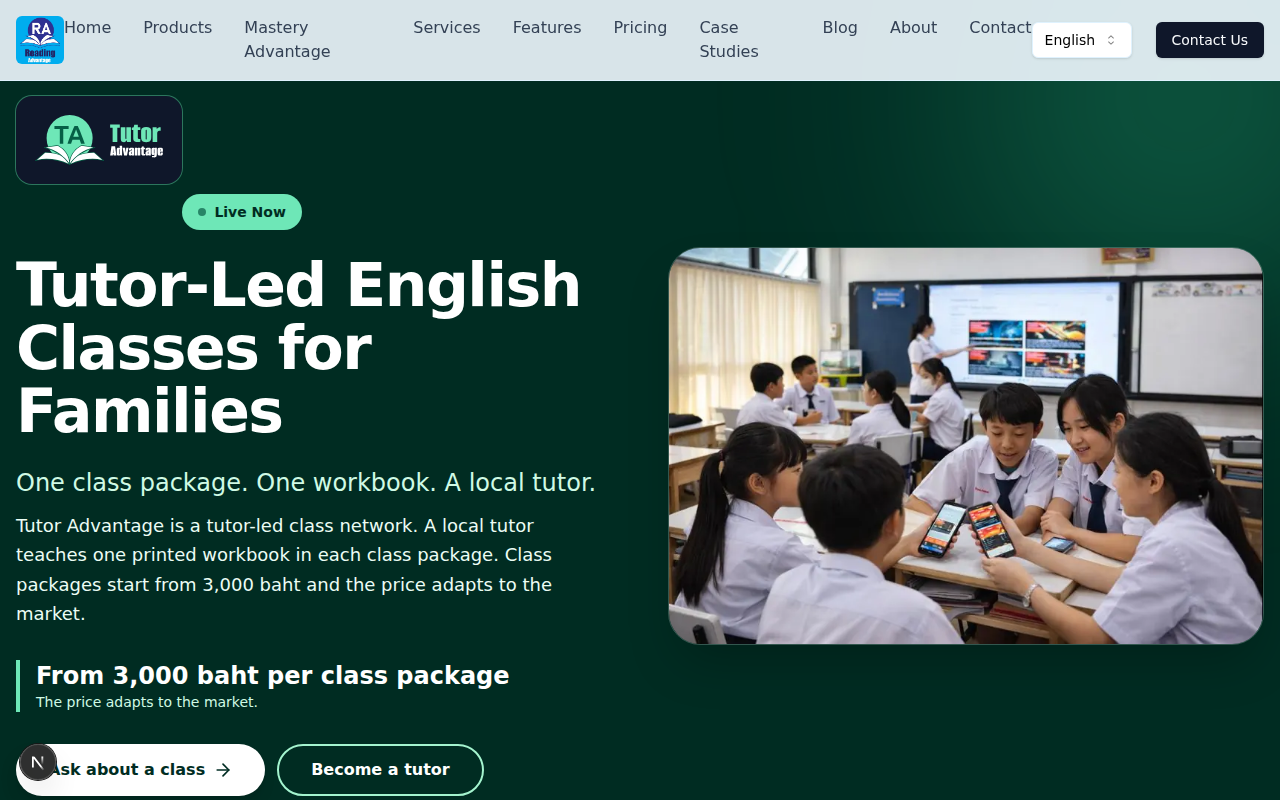 RA
Reading
Advantage
Home
Products
Mastery
Advantage
Services
Features
Pricing
Case
Studies
Blog
About
Contact
English
Contact Us
TA
Tutor
Advantage
Live Now
Tutor-Led English
Classes for
Families
One class package. One workbook. A local tutor.
Tutor Advantage is a tutor-led class network. A local tutor
teaches one printed workbook in each class package. Class
packages start from 3,000 baht and the price adapts to the
market.
From 3,000 baht per class package
The price adapts to the market.
N
Ask about a class
Become a tutor